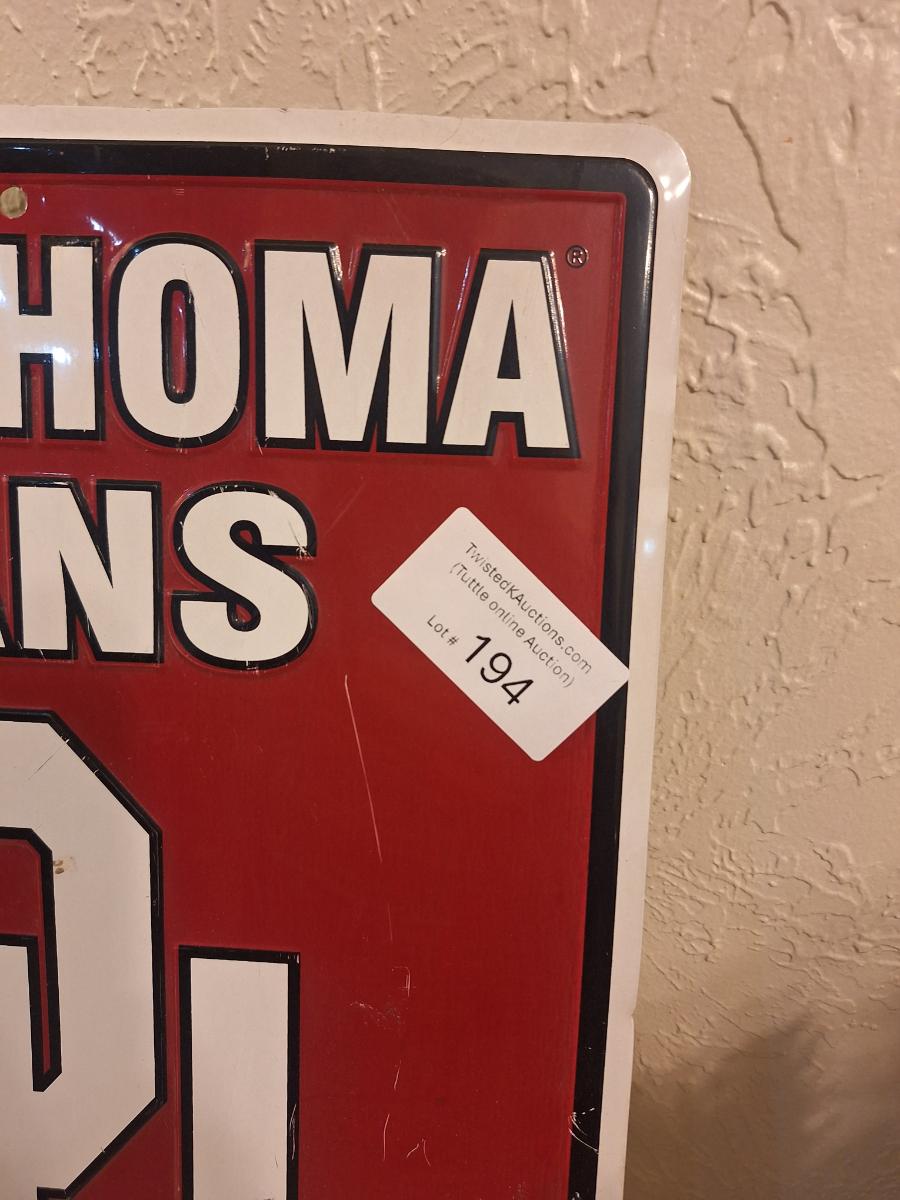 HOMA®
ANS
TwistedKAuctions.com
(Tuttle online Auction)
Lot # 194